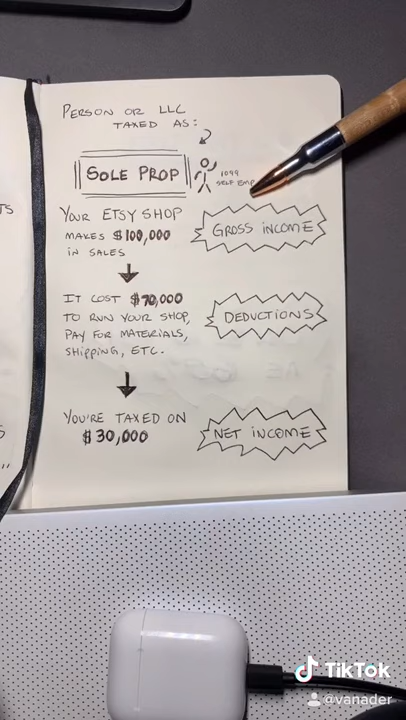 PERSON OR LLC
TAXED AS:
SOLE PROP
1099
SELF EMP
YOUR ETSY SHOP
MAKES $100,000
IN SALES
GROSS INCOME
IT COST $70,000
TO RUN YOUR SHOP,
PAY FOR MATERIALS,
SHIPPING, ETC.
DEDUCTIONS
YOU'RE TAXED ON
$30,000
NET INCOME
TikTok
@vanader